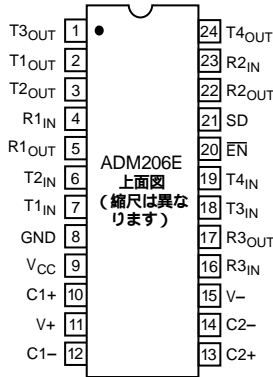 T3OUT 1 24 T4OUT
T1OUT 2 23 R2IN
T2OUT 3 22 R2OUT
R1IN 4 21 SD
R1OUT 5 20 EN
T2IN 6 19 T4IN
T1IN 7 18 T3IN
GND 8 17 R3OUT
VCC 9 16 R3IN
C1+ 10 15 V–
V+ 11 14 C2–
C1– 12 13 C2+
ADM206E
上面図
(縮尺は異な
ります)